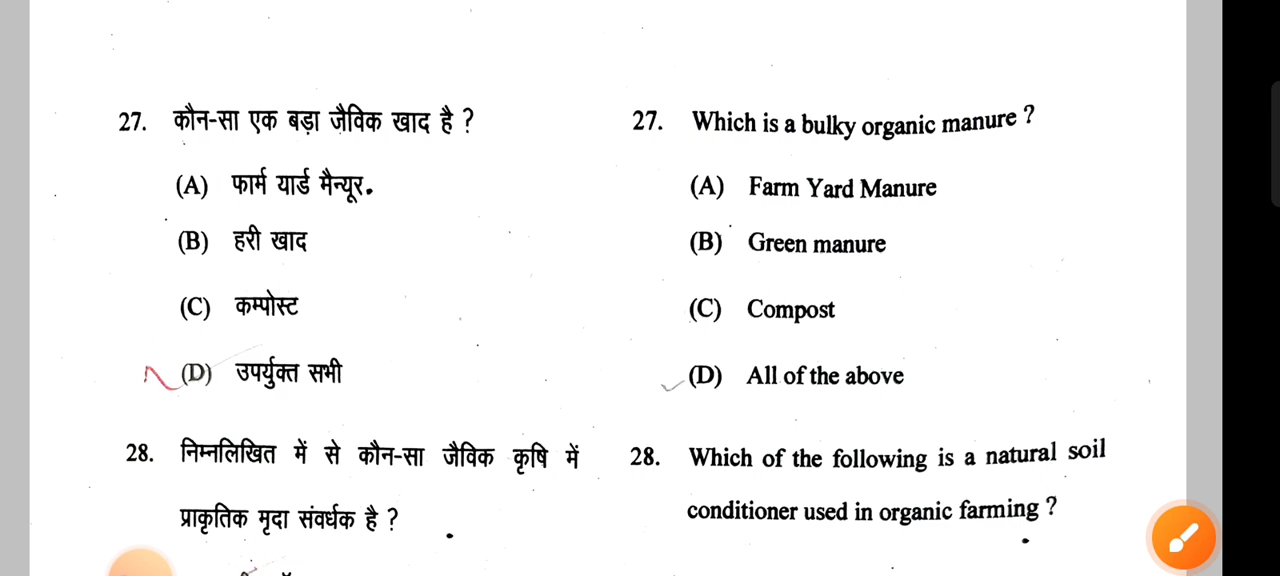 27. कौन-सा एक बड़ा जैविक खाद है ?
(A) फार्म यार्ड मैन्यूर.
(B) हरी खाद
(C) कम्पोस्ट
(D) उपर्युक्त सभी
28. निम्नलिखित में से कौन-सा जैविक कृषि में
प्राकृतिक मृदा संवर्धक है ?
27. Which is a bulky organic manure ?
(A) Farm Yard Manure
(B) Green manure
(C) Compost
(D) All of the above
28. Which of the following is a natural soil
conditioner used in organic farming ?